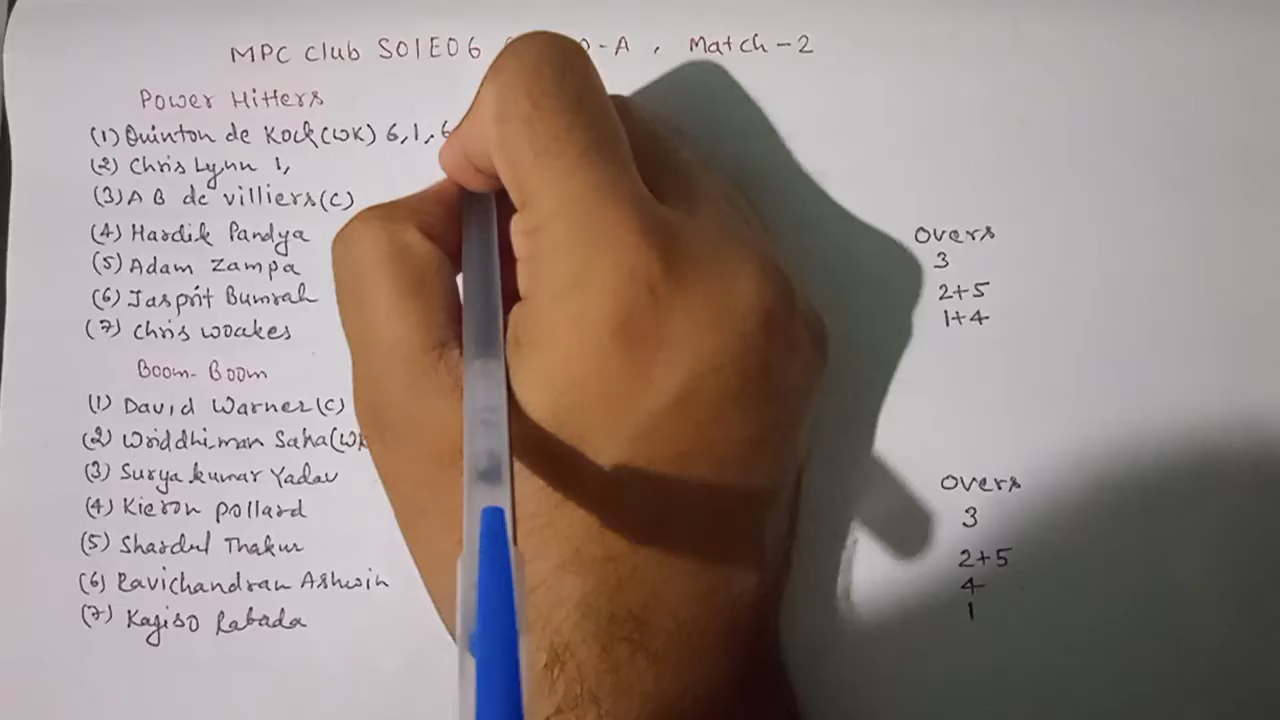 MPC Club S01E06 -A, Match-2
Power Hitters
(1) Quinton de Kock(WK) 6,1,6
(2) Chris Lynn 1,
(3) A B de villiers(C)
(4) Hardik Pandya
(5) Adam Zampa
(6) Jasprit Bumrah
(7) Chris woakes
Overs
3
2+5
1+4
Boom-Boom
(1) David Warner(C)
(2) Wriddhiman Saha(WK
(3) Surya kumar Yadav
(4) Kieron pollard
(5) Shardul Thakur
(6) Ravichandran Ashwin
(7) Kagiso Rabada
Overs
3
2+5
4
1